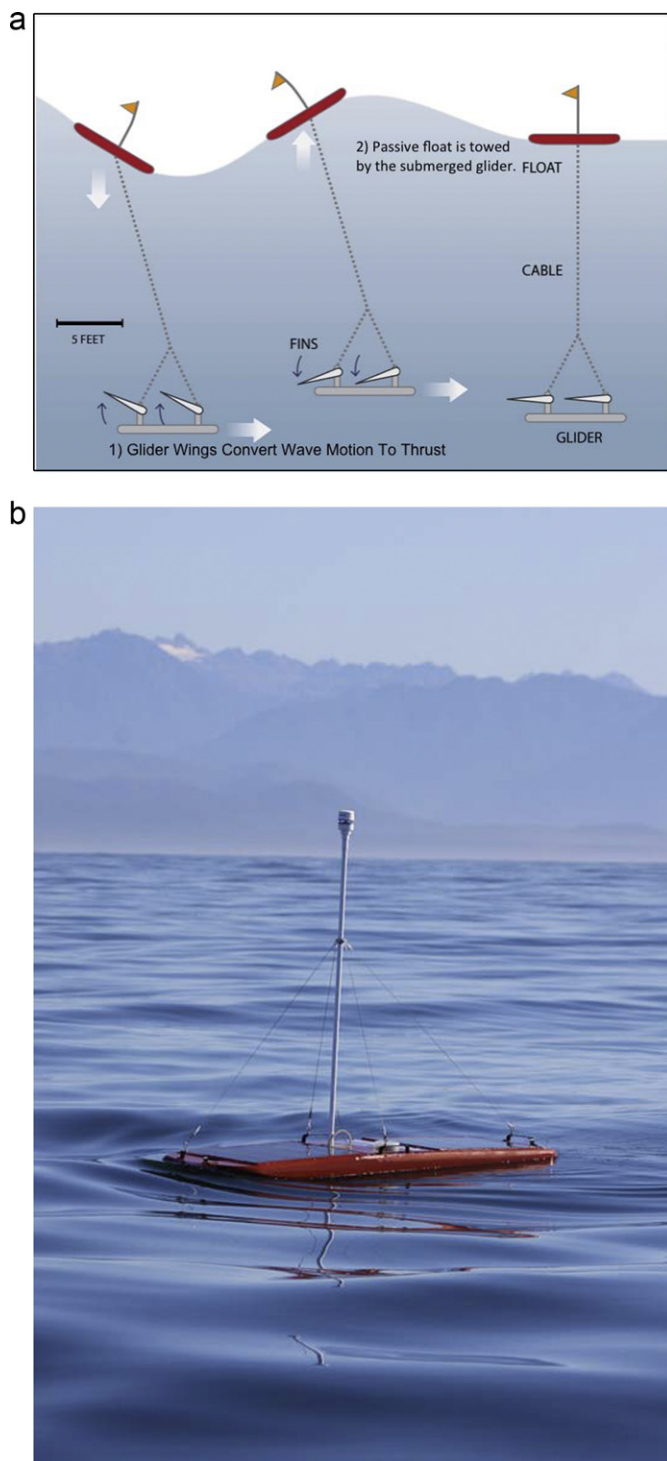 a
2) Passive float is towed
by the submerged glider.
FLOAT
CABLE
5 FEET
FINS
1) Glider Wings Convert Wave Motion To Thrust
GLIDER
b